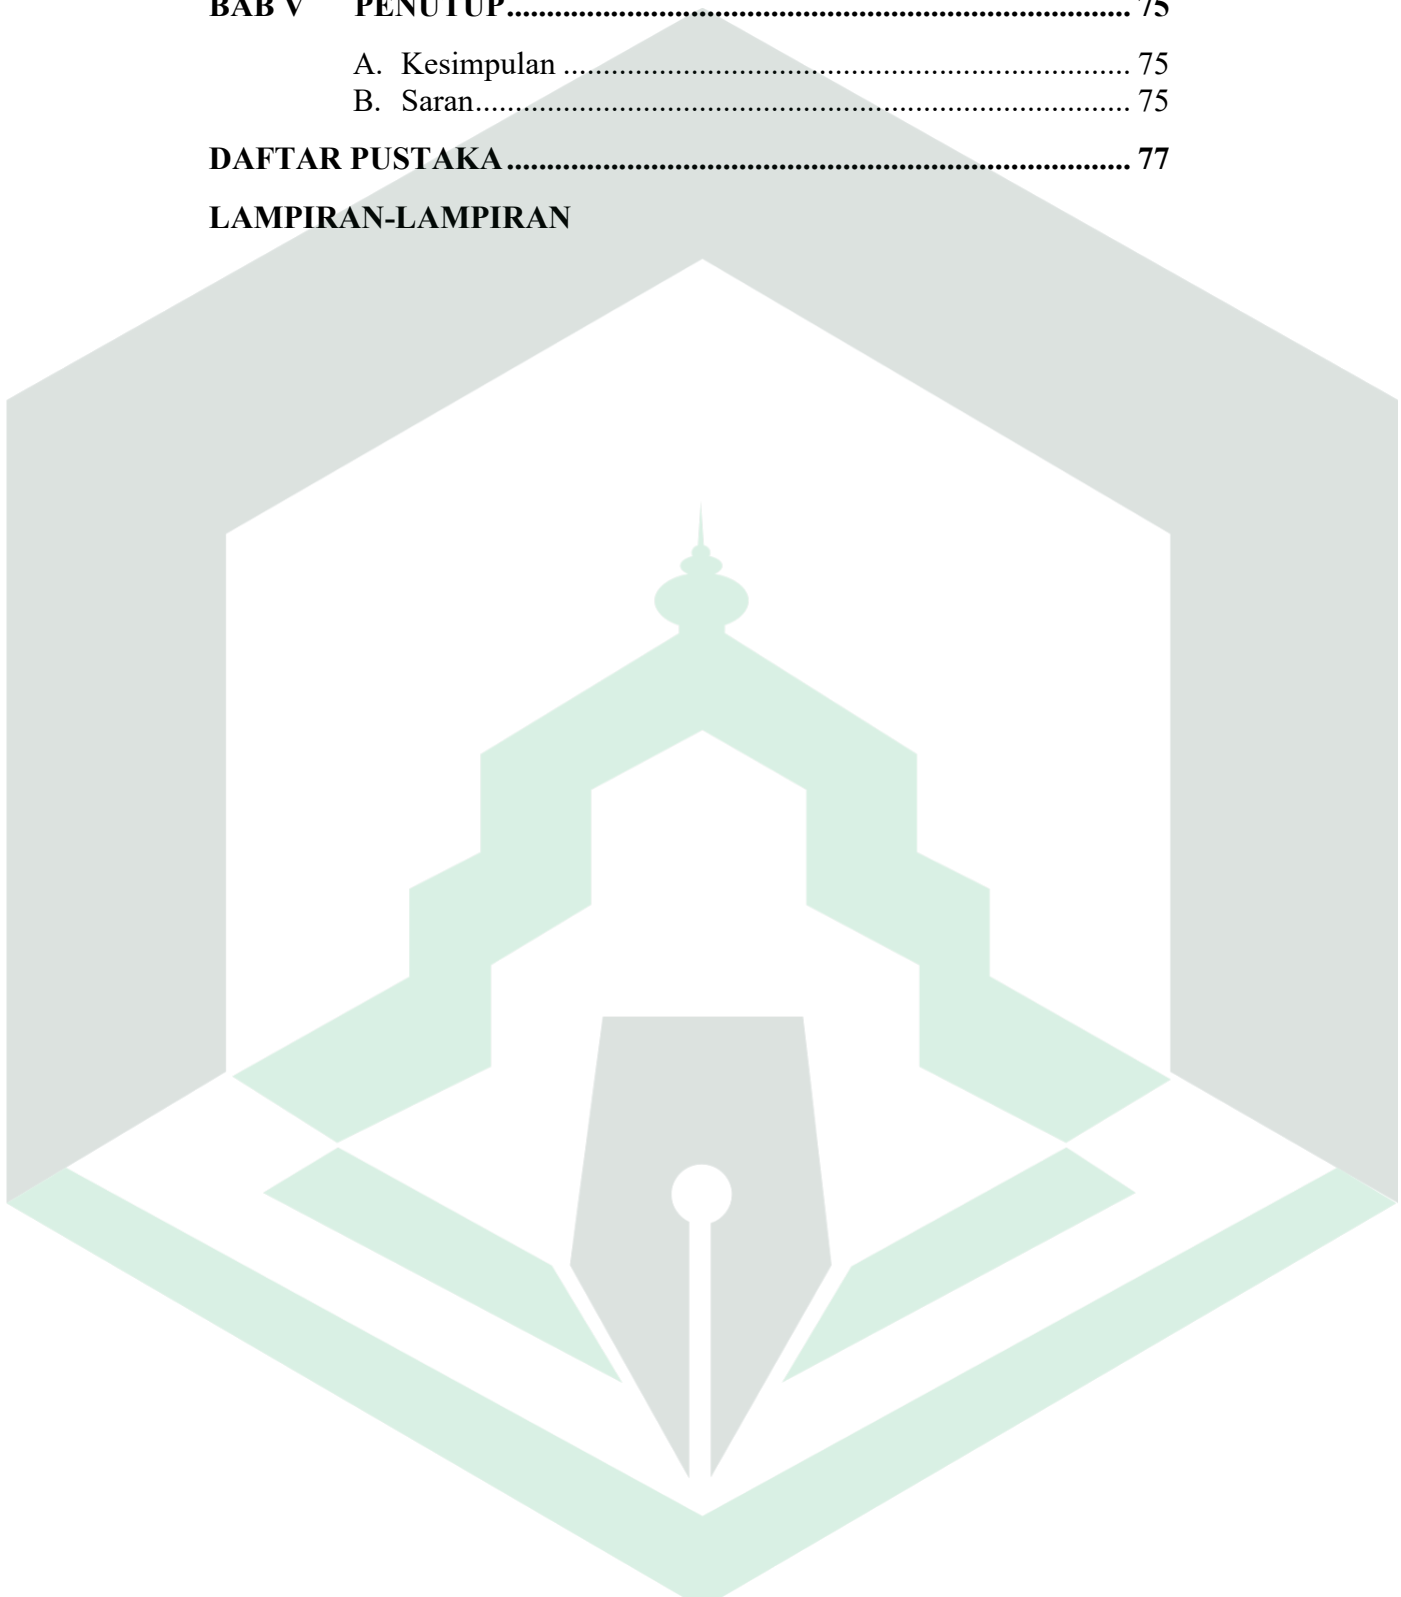 BAB V PENUTUP.............................................................................. 75
A. Kesimpulan ....................................................................... 75
B. Saran.................................................................................. 75
DAFTAR PUSTAKA.............................................................................. 77
LAMPIRAN-LAMPIRAN